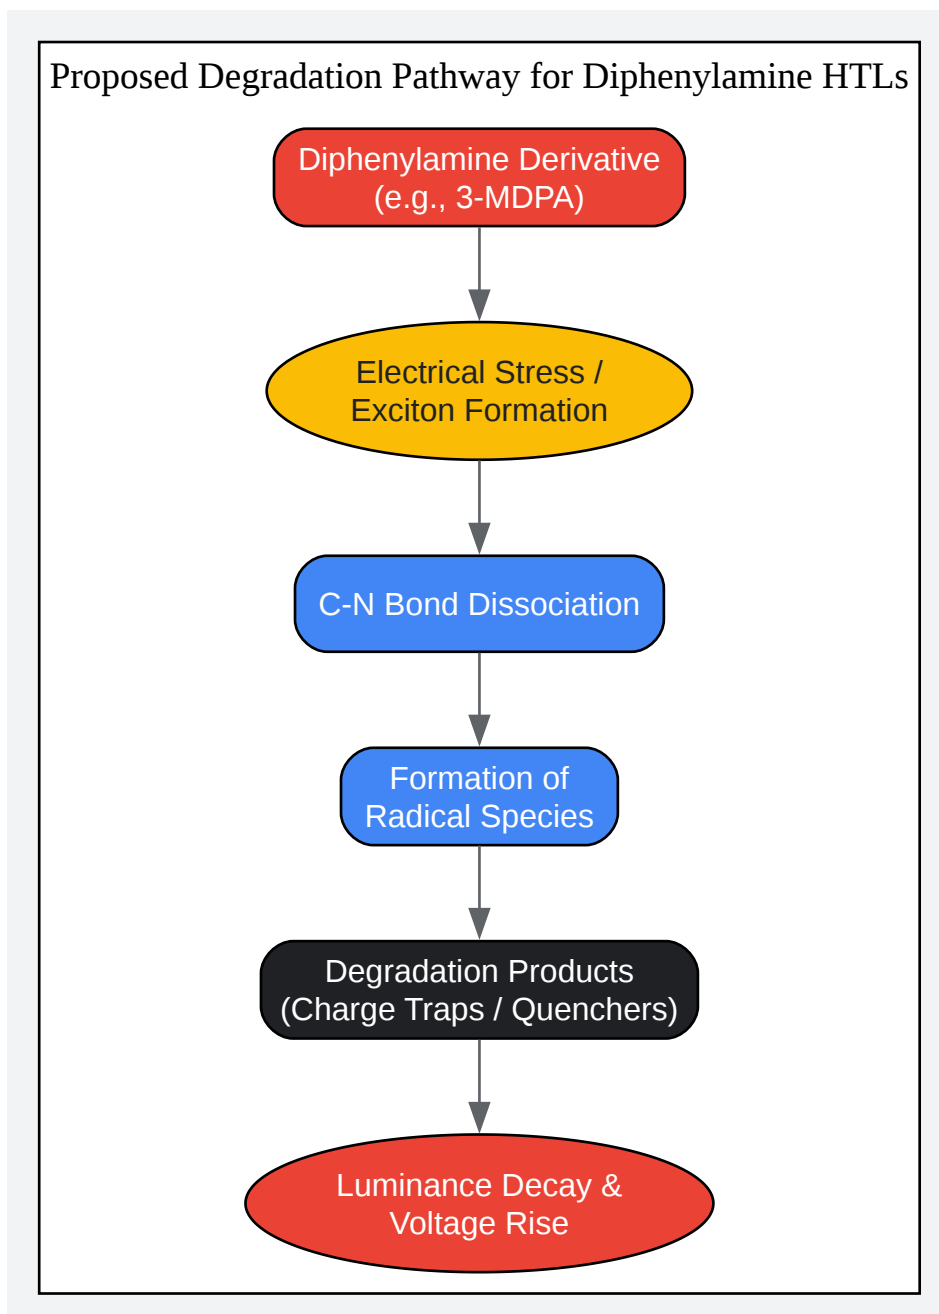 Proposed Degradation Pathway for Diphenylamine HTLs
Diphenylamine Derivative
(e.g., 3-MDPA)
Electrical Stress /
Exciton Formation
C-N Bond Dissociation
Formation of
Radical Species
Degradation Products
(Charge Traps / Quenchers)
Luminance Decay &
Voltage Rise